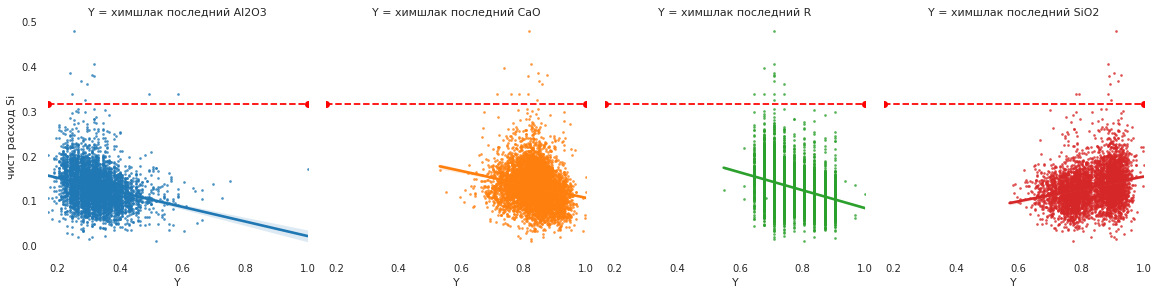 Y = химшлак последний Al2O3
Y = химшлак последний CaO
Y = химшлак последний R
Y = химшлак последний SiO2
чист расход Si
0.5
0.4
0.3
0.2
0.1
0.0
0.2 0.4 0.6 0.8 1.0
0.2 0.4 0.6 0.8 1.0
0.2 0.4 0.6 0.8 1.0
0.2 0.4 0.6 0.8 1.0
Y
Y
Y
Y